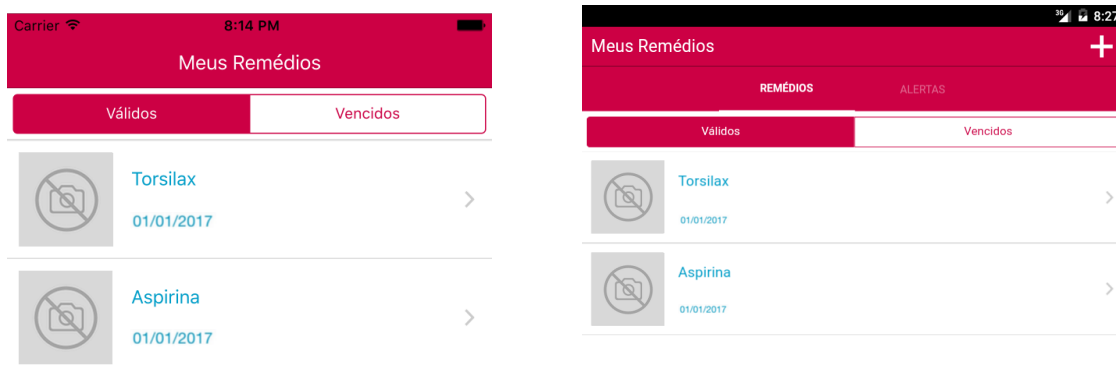 Carrier 8:14 PM
Meus Remédios
Válidos Vencidos
Torsilax
01/01/2017
Aspirina
01/01/2017
3G 8:27
Meus Remédios
REMÉDIOS ALERTAS
Válidos Vencidos
Torsilax
01/01/2017
Aspirina
01/01/2017